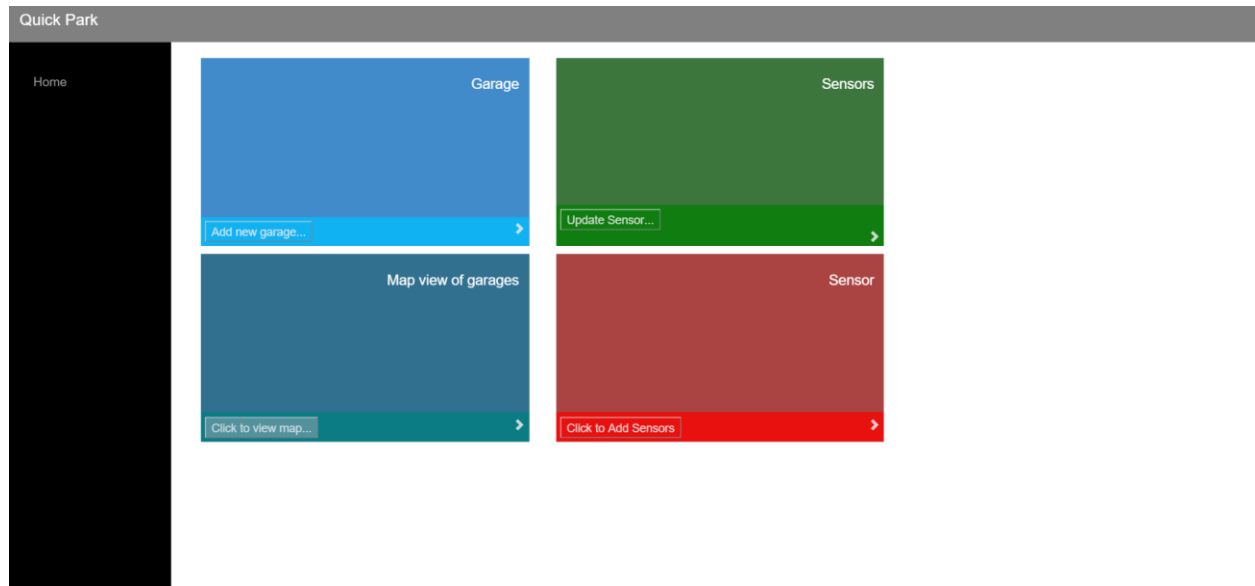 Quick Park
Home
Garage
Add new garage...
Sensors
Update Sensor...
Map view of garages
Click to view map...
Sensor
Click to Add Sensors